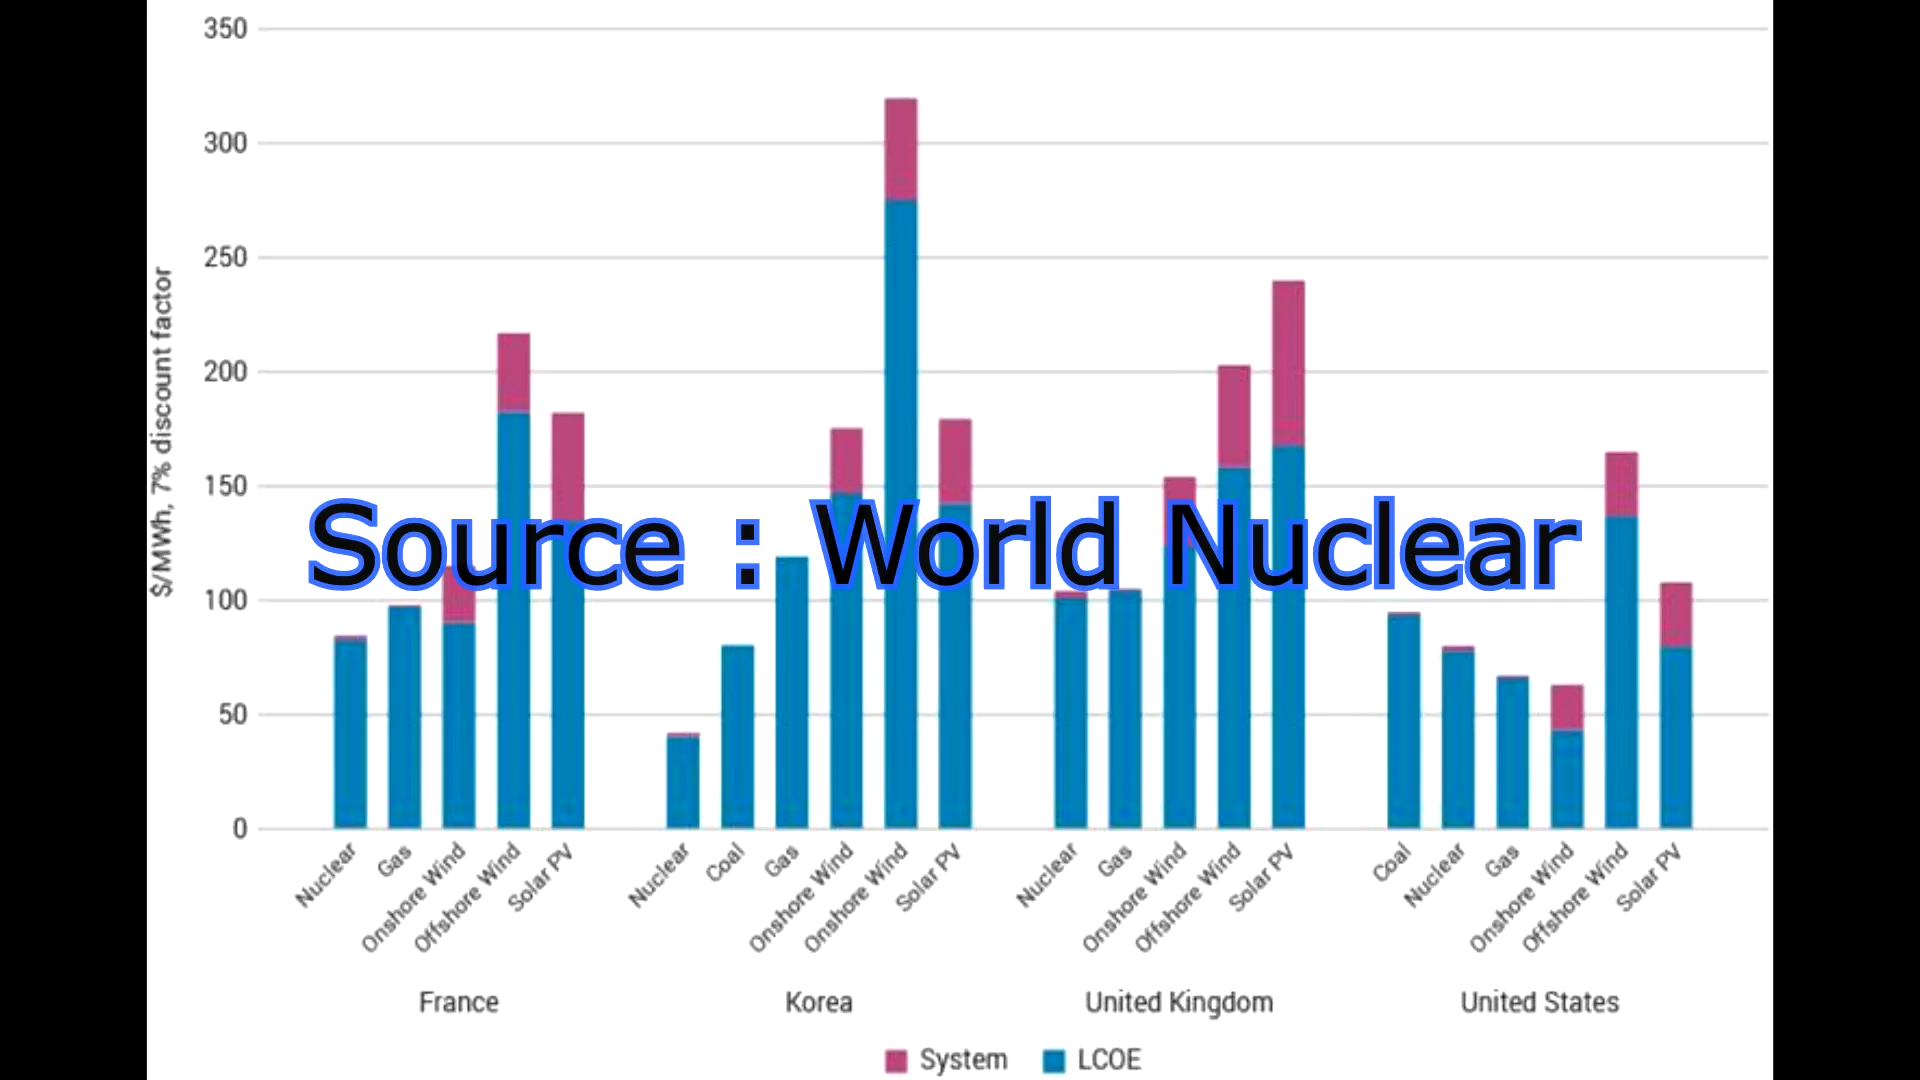 350
300
250
200
150
100
50
0
$/MWh, 7% discount factor
Source : World Nuclear
Nuclear
Gas
Onshore Wind
Offshore Wind
Solar PV
Nuclear
Coal
Gas
Onshore Wind
Onshore Wind
Solar PV
Nuclear
Gas
Onshore Wind
Offshore Wind
Solar PV
Coal
Nuclear
Gas
Onshore Wind
Offshore Wind
Solar PV
France
Korea
United Kingdom
United States
System
LCOE